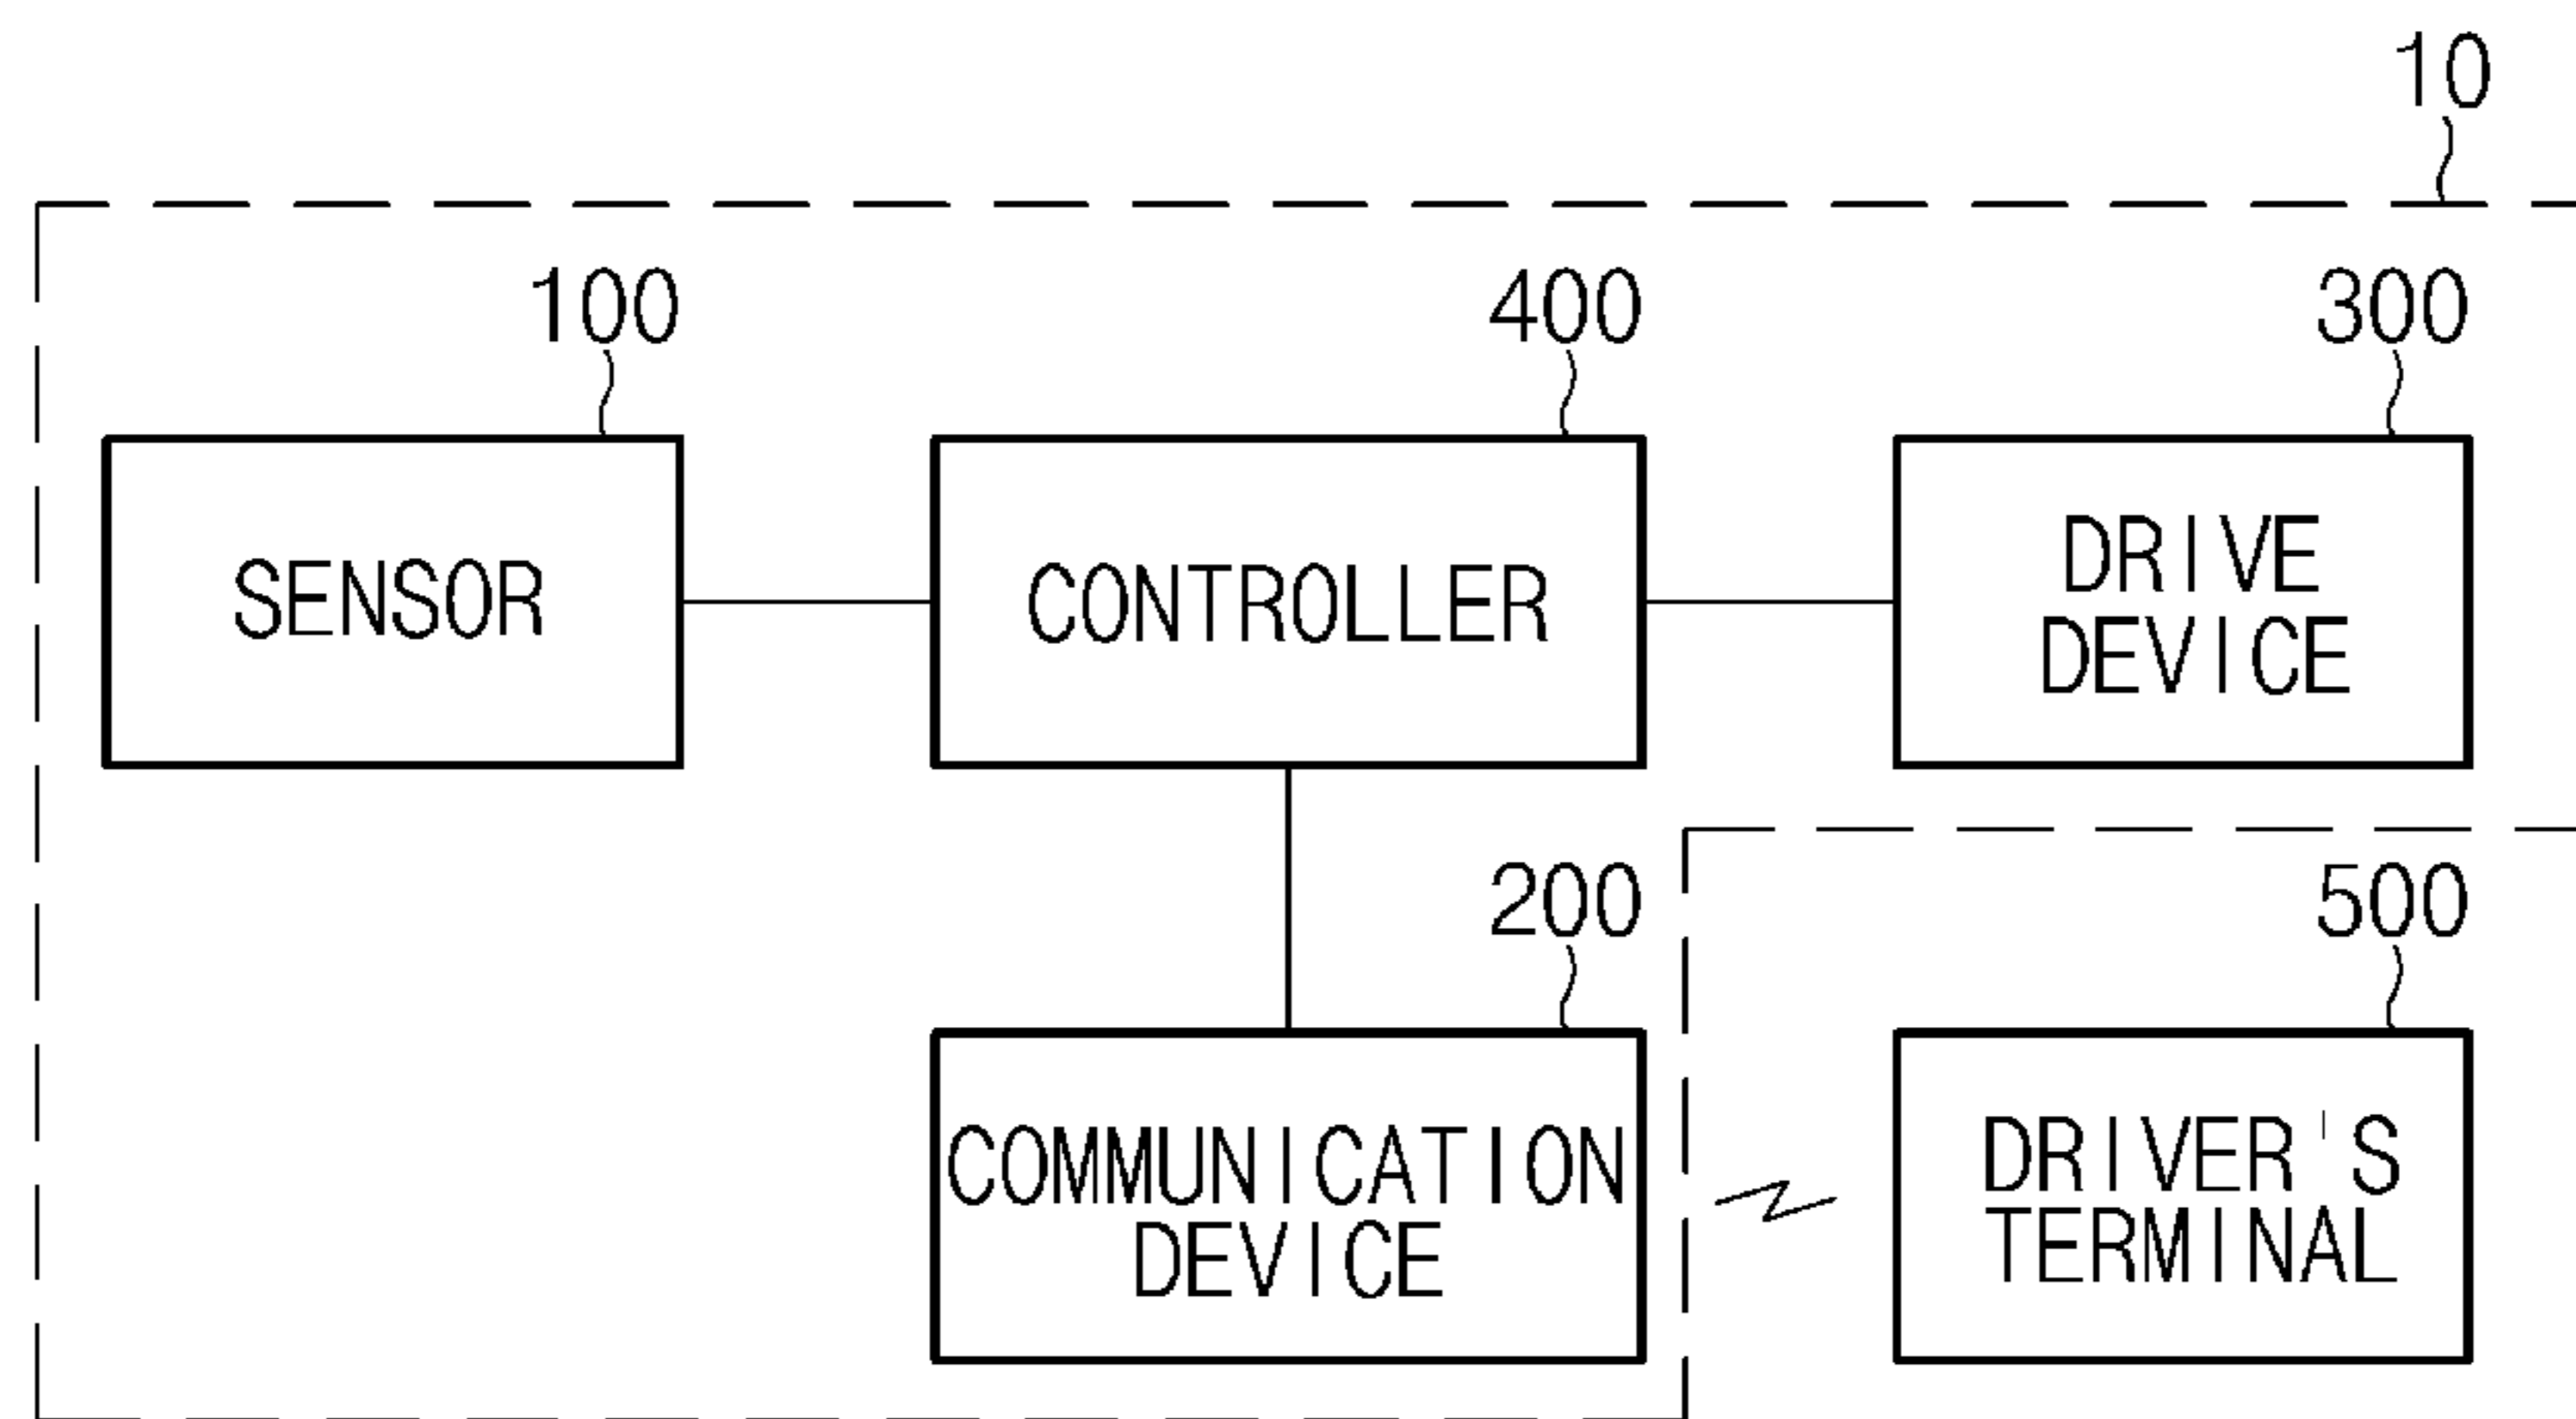 10
100
400
300
SENSOR
CONTROLLER
DRIVE
DEVICE
200
500
COMMUNICATION
DEVICE
DRIVER'S
TERMINAL